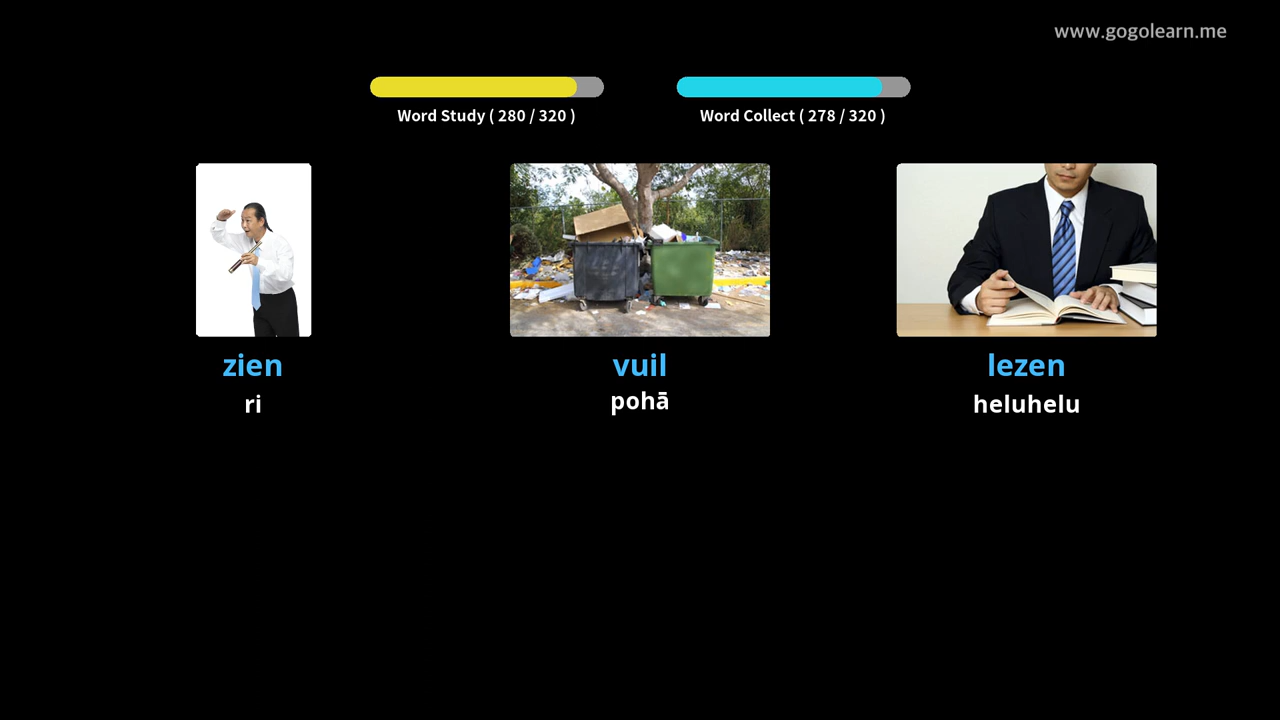 www.gogolearn.me
Word Study ( 280 / 320 )
Word Collect ( 278 / 320 )
zien
vuil
lezen
ri
pohā
heluhelu